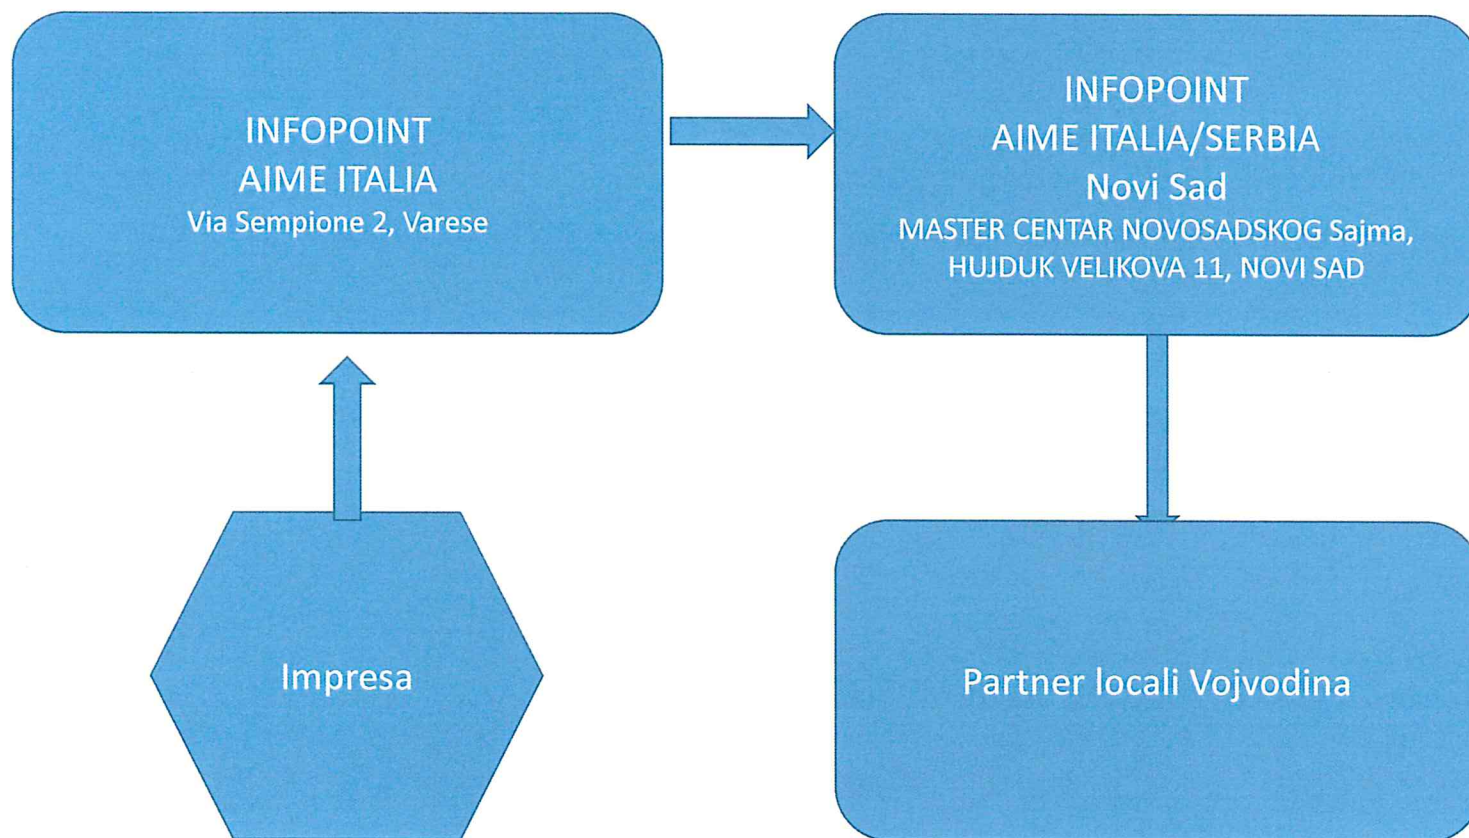 INFOPOINT
AIME ITALIA
Via Sempione 2, Varese
INFOPOINT
AIME ITALIA/SERBIA
Novi Sad
MASTER CENTAR NOVOSADSKOG Sajma,
HUJDUK VELIKOVA 11, NOVI SAD
Impresa
Partner locali Vojvodina